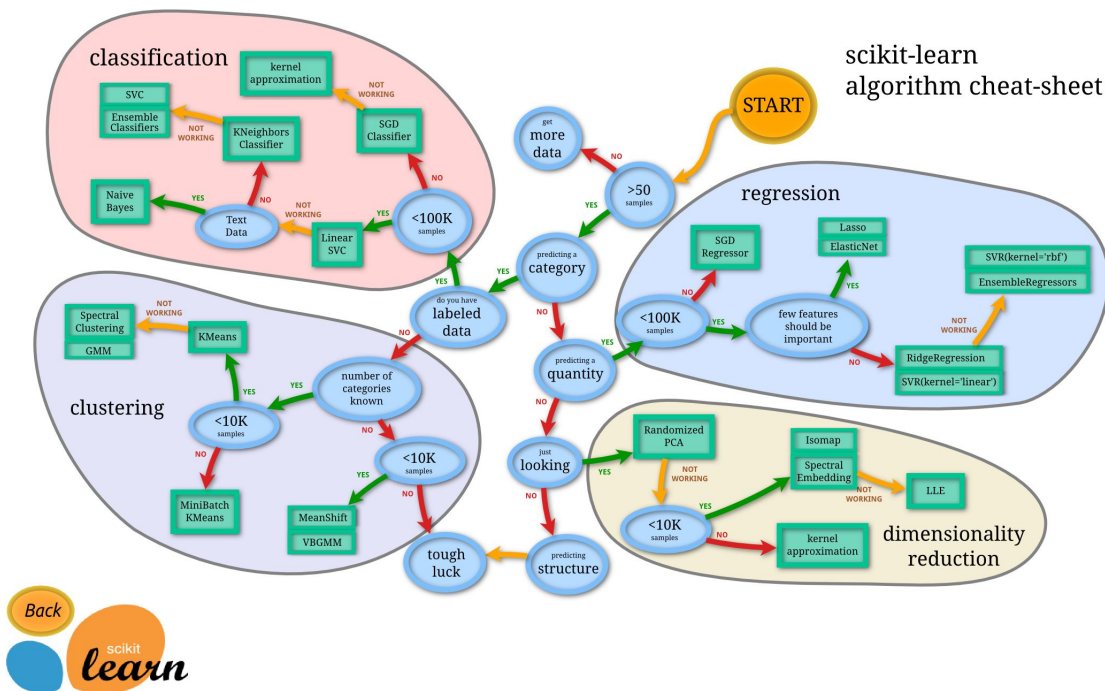 scikit-learn
algorithm cheat-sheet
START
classification
kernel
approximation
NOT
WORKING
SVC
Ensemble
Classifiers
NOT
WORKING
KNeighbors
Classifier
SGD
Classifier
NO
NO
Naive
Bayes
YES
Text
Data
NOT
WORKING
Linear
SVC
YES
<100K
samples
YES
get
more
data
NO
>50
samples
YES
predicting a
category
YES
NO
do you have
labeled
data
NO
predicting a
quantity
YES
NO
just
looking
YES
NO
predicting
structure
tough
luck
regression
SGD
Regressor
NO
<100K
samples
YES
Lasso
ElasticNet
YES
few features
should be
important
NO
SVR(kernel='rbf')
EnsembleRegressors
NOT
WORKING
RidgeRegression
SVR(kernel='linear')
clustering
Spectral
Clustering
GMM
NOT
WORKING
KMeans
YES
YES
number of
categories
known
NO
<10K
samples
NO
MiniBatch
KMeans
<10K
samples
YES
NO
MeanShift
VBGMM
Randomized
PCA
NOT
WORKING
<10K
samples
YES
NO
Isomap
Spectral
Embedding
NOT
WORKING
LLE
kernel
approximation
dimensionality
reduction
Back
scikit
learn